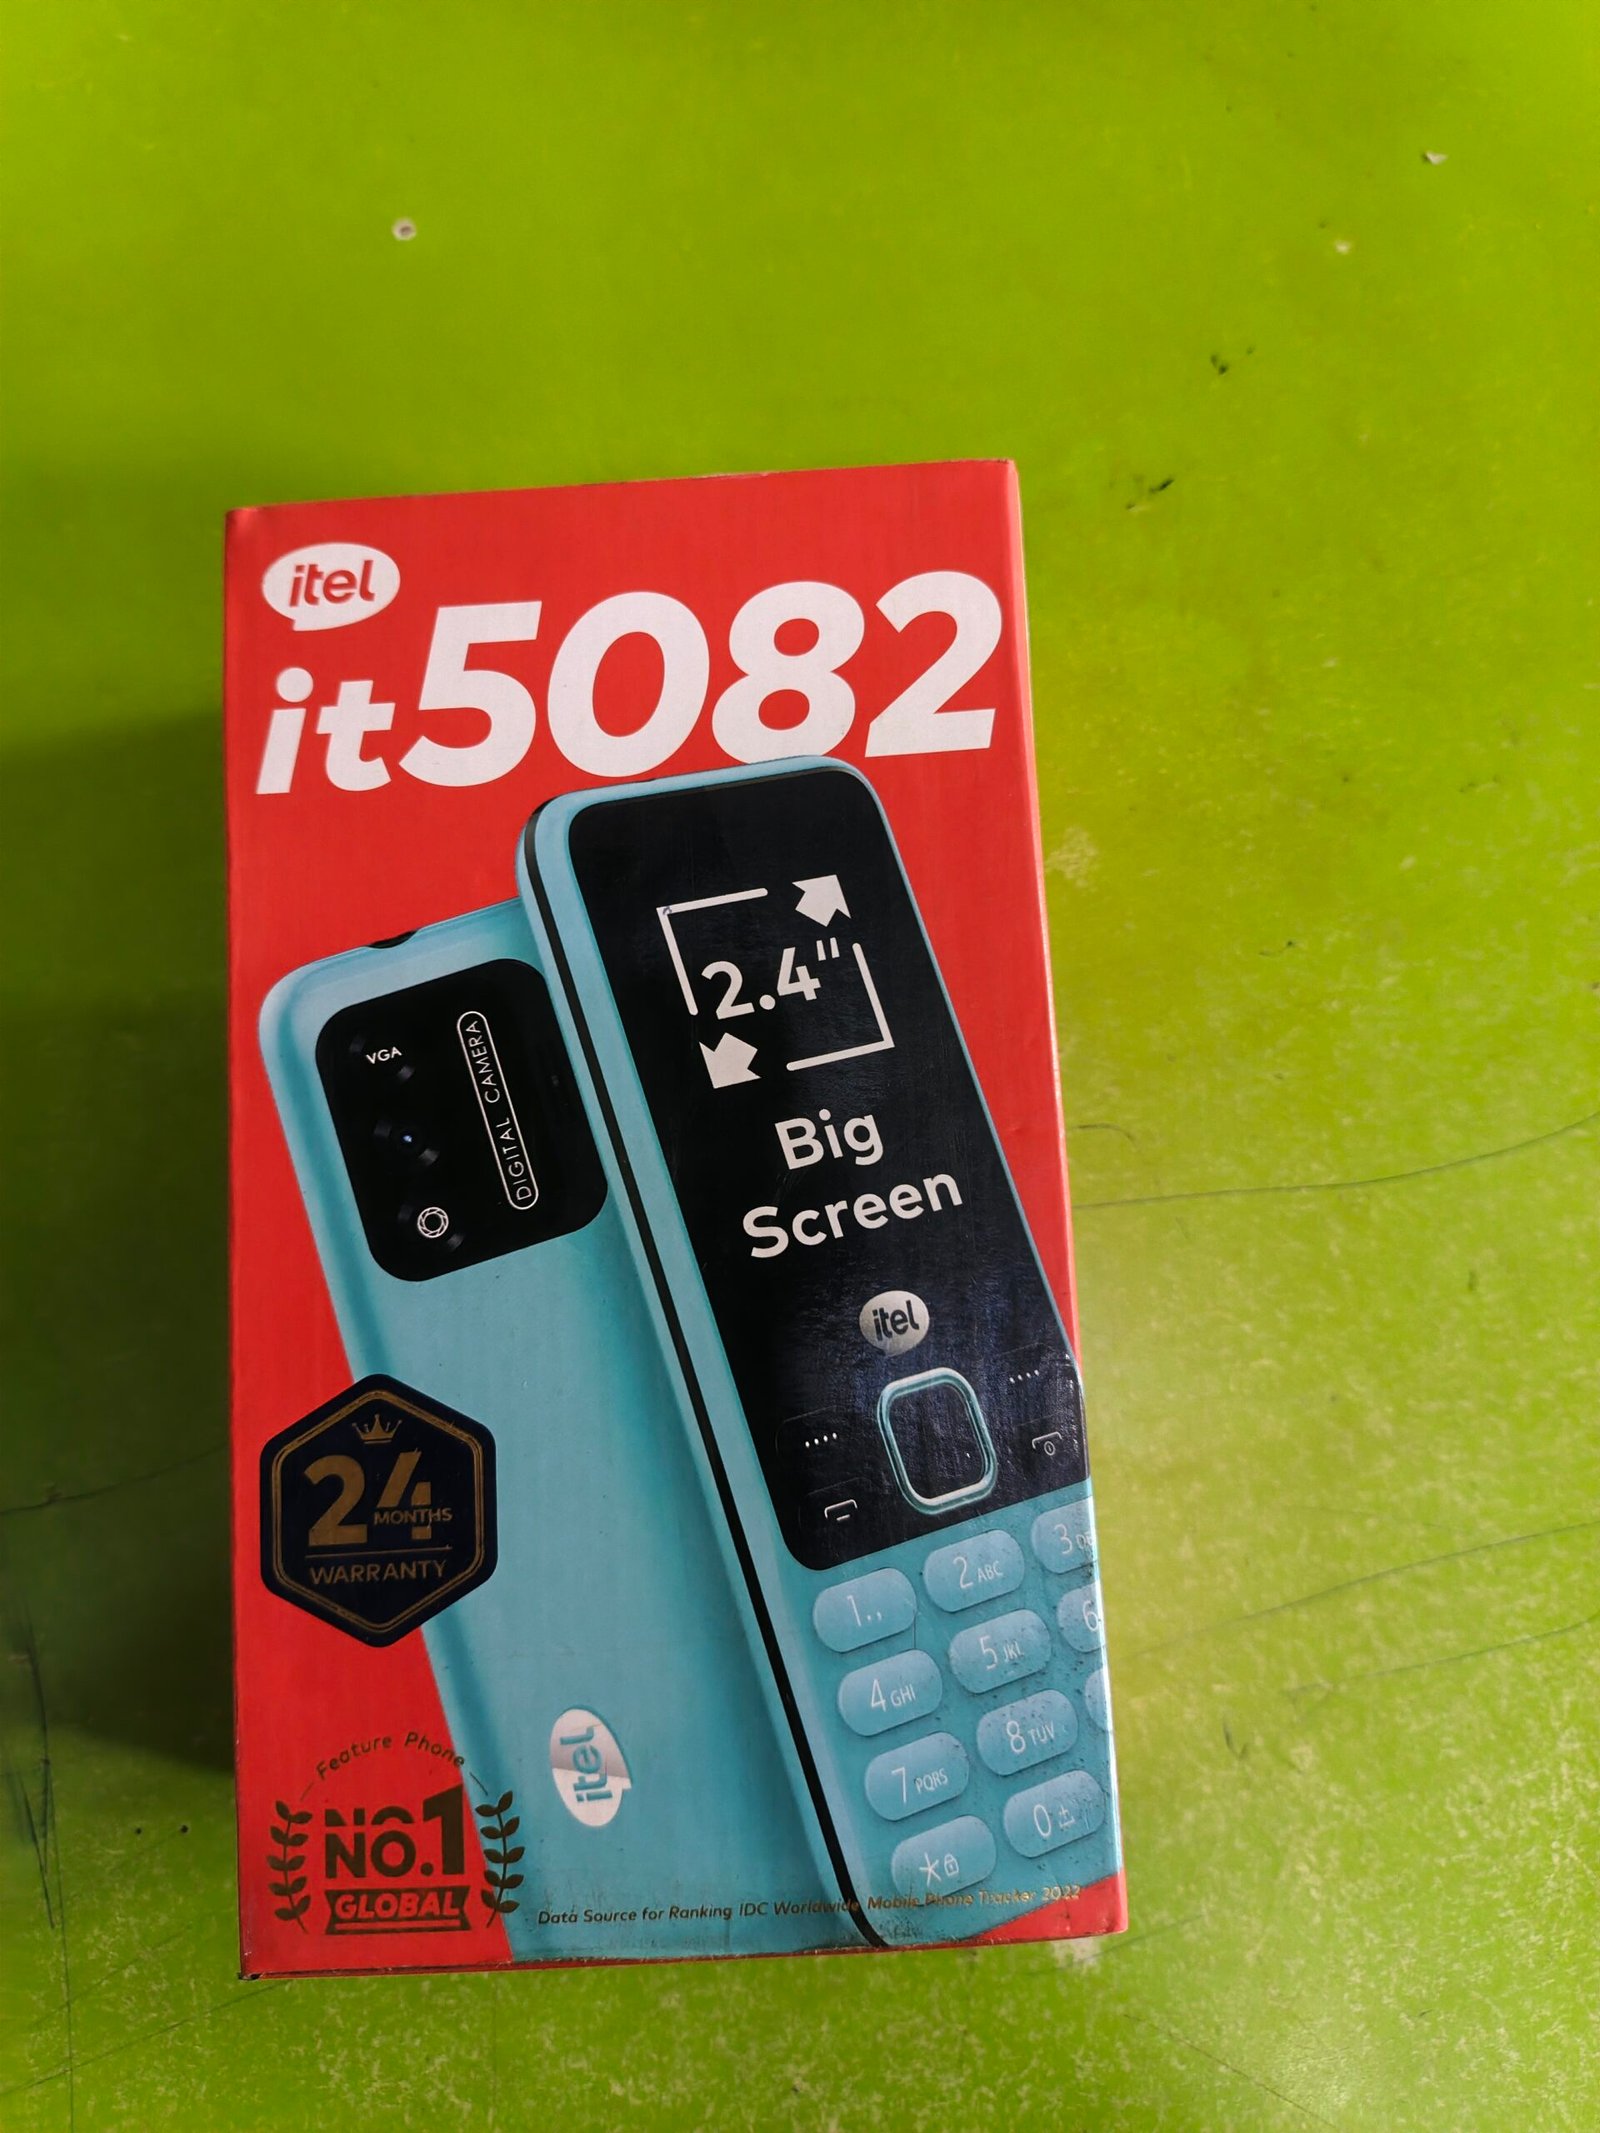 itel
it5082
2.4"
VGA
DIGITAL CAMERA
Big
Screen
itel
24
MONTHS
WARRANTY
1..
2 ABC
3
4 GHI
5 JKL
6
7 PQRS
8 TUV
*
0
itel
Feature Phone
NO.1
GLOBAL
Data Source for Ranking IDC Worldwide Mobile Phone Tracker 2022